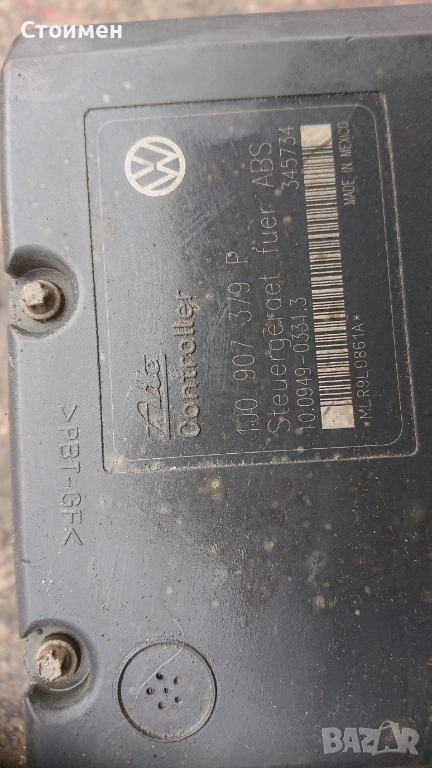 Стоимен
VW
Ate
Controller
1J0 907 379 P
Steuergeraet fuer ABS
10.0949-0331.3 345734
*MLR9L0861A* MADE IN MEXICO
>PBT-GF<
BAZAR